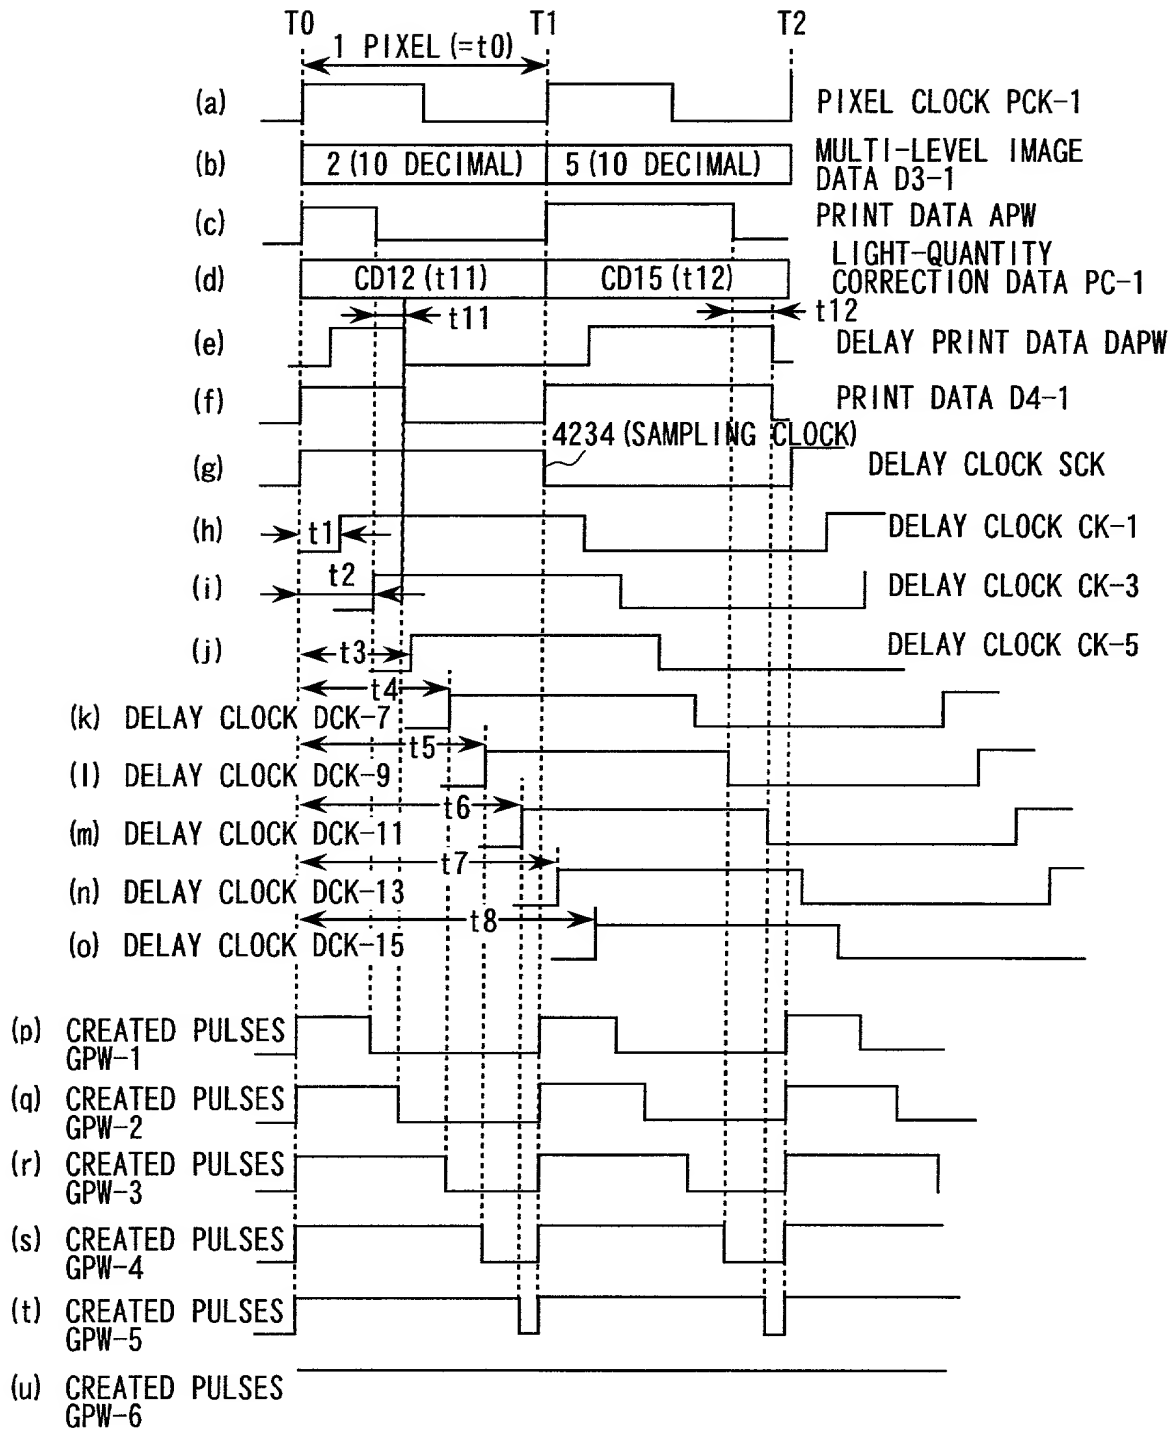 T0 T1 T2
1 PIXEL (=t0)
(a) PIXEL CLOCK PCK-1
(b) 2 (10 DECIMAL) 5 (10 DECIMAL) MULTI-LEVEL IMAGE
DATA D3-1
(c) PRINT DATA APW
(d) CD12 (t11) CD15 (t12) LIGHT-QUANTITY
CORRECTION DATA PC-1
t11 t12
(e) DELAY PRINT DATA DAPW
(f) PRINT DATA D4-1
4234 (SAMPLING CLOCK)
(g) DELAY CLOCK SCK
(h) t1 DELAY CLOCK CK-1
(i) t2 DELAY CLOCK CK-3
(j) t3 DELAY CLOCK CK-5
t4
(k) DELAY CLOCK DCK-7
t5
(l) DELAY CLOCK DCK-9
t6
(m) DELAY CLOCK DCK-11
t7
(n) DELAY CLOCK DCK-13
t8
(o) DELAY CLOCK DCK-15
(p) CREATED PULSES
GPW-1
(q) CREATED PULSES
GPW-2
(r) CREATED PULSES
GPW-3
(s) CREATED PULSES
GPW-4
(t) CREATED PULSES
GPW-5
(u) CREATED PULSES
GPW-6